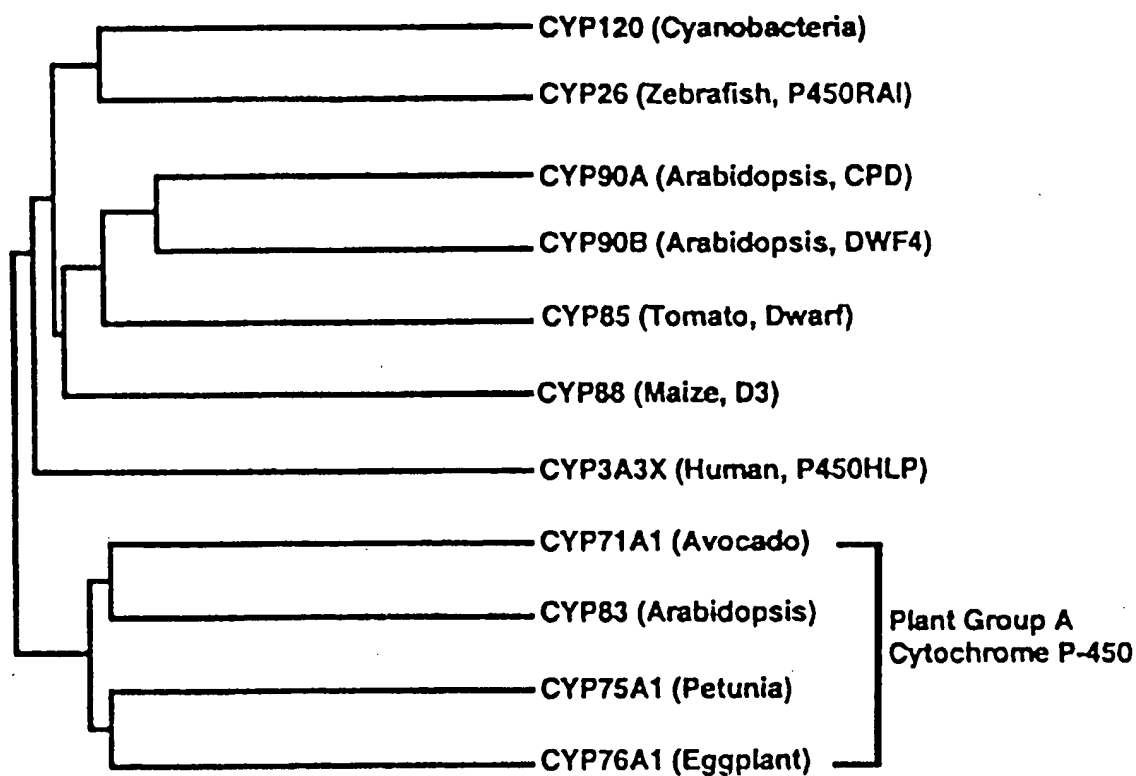 CYP120 (Cyanobacteria)
CYP26 (Zebrafish, P450RAI)
CYP90A (Arabidopsis, CPD)
CYP90B (Arabidopsis, DWF4)
CYP85 (Tomato, Dwarf)
CYP88 (Maize, D3)
CYP3A3X (Human, P450HLP)
CYP71A1 (Avocado)
CYP83 (Arabidopsis)
Plant Group A
Cytochrome P-450
CYP75A1 (Petunia)
CYP76A1 (Eggplant)